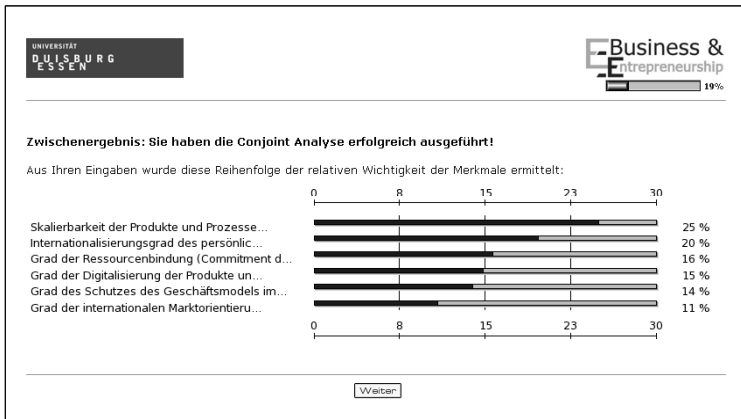 UNIVERSITÄT
DUISBURG
ESSEN
Business &
Entrepreneurship
19%
Zwischenergebnis: Sie haben die Conjoint Analyse erfolgreich ausgeführt!
Aus Ihren Eingaben wurde diese Reihenfolge der relativen Wichtigkeit der Merkmale ermittelt:
0 8 15 23 30
Skalierbarkeit der Produkte und Prozesse... 25 %
Internationalisierungsgrad des persönlic... 20 %
Grad der Ressourcenbindung (Commitment d... 16 %
Grad der Digitalisierung der Produkte un... 15 %
Grad des Schutzes des Geschäftsmodels im... 14 %
Grad der internationalen Marktorientieru... 11 %
0 8 15 23 30
Weiter